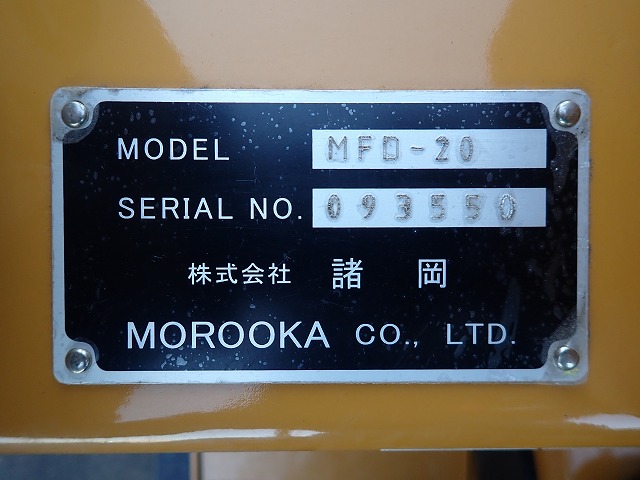 MODEL MFD-20
SERIAL NO. 093550
株式会社 諸岡
MOROOKA CO., LTD.